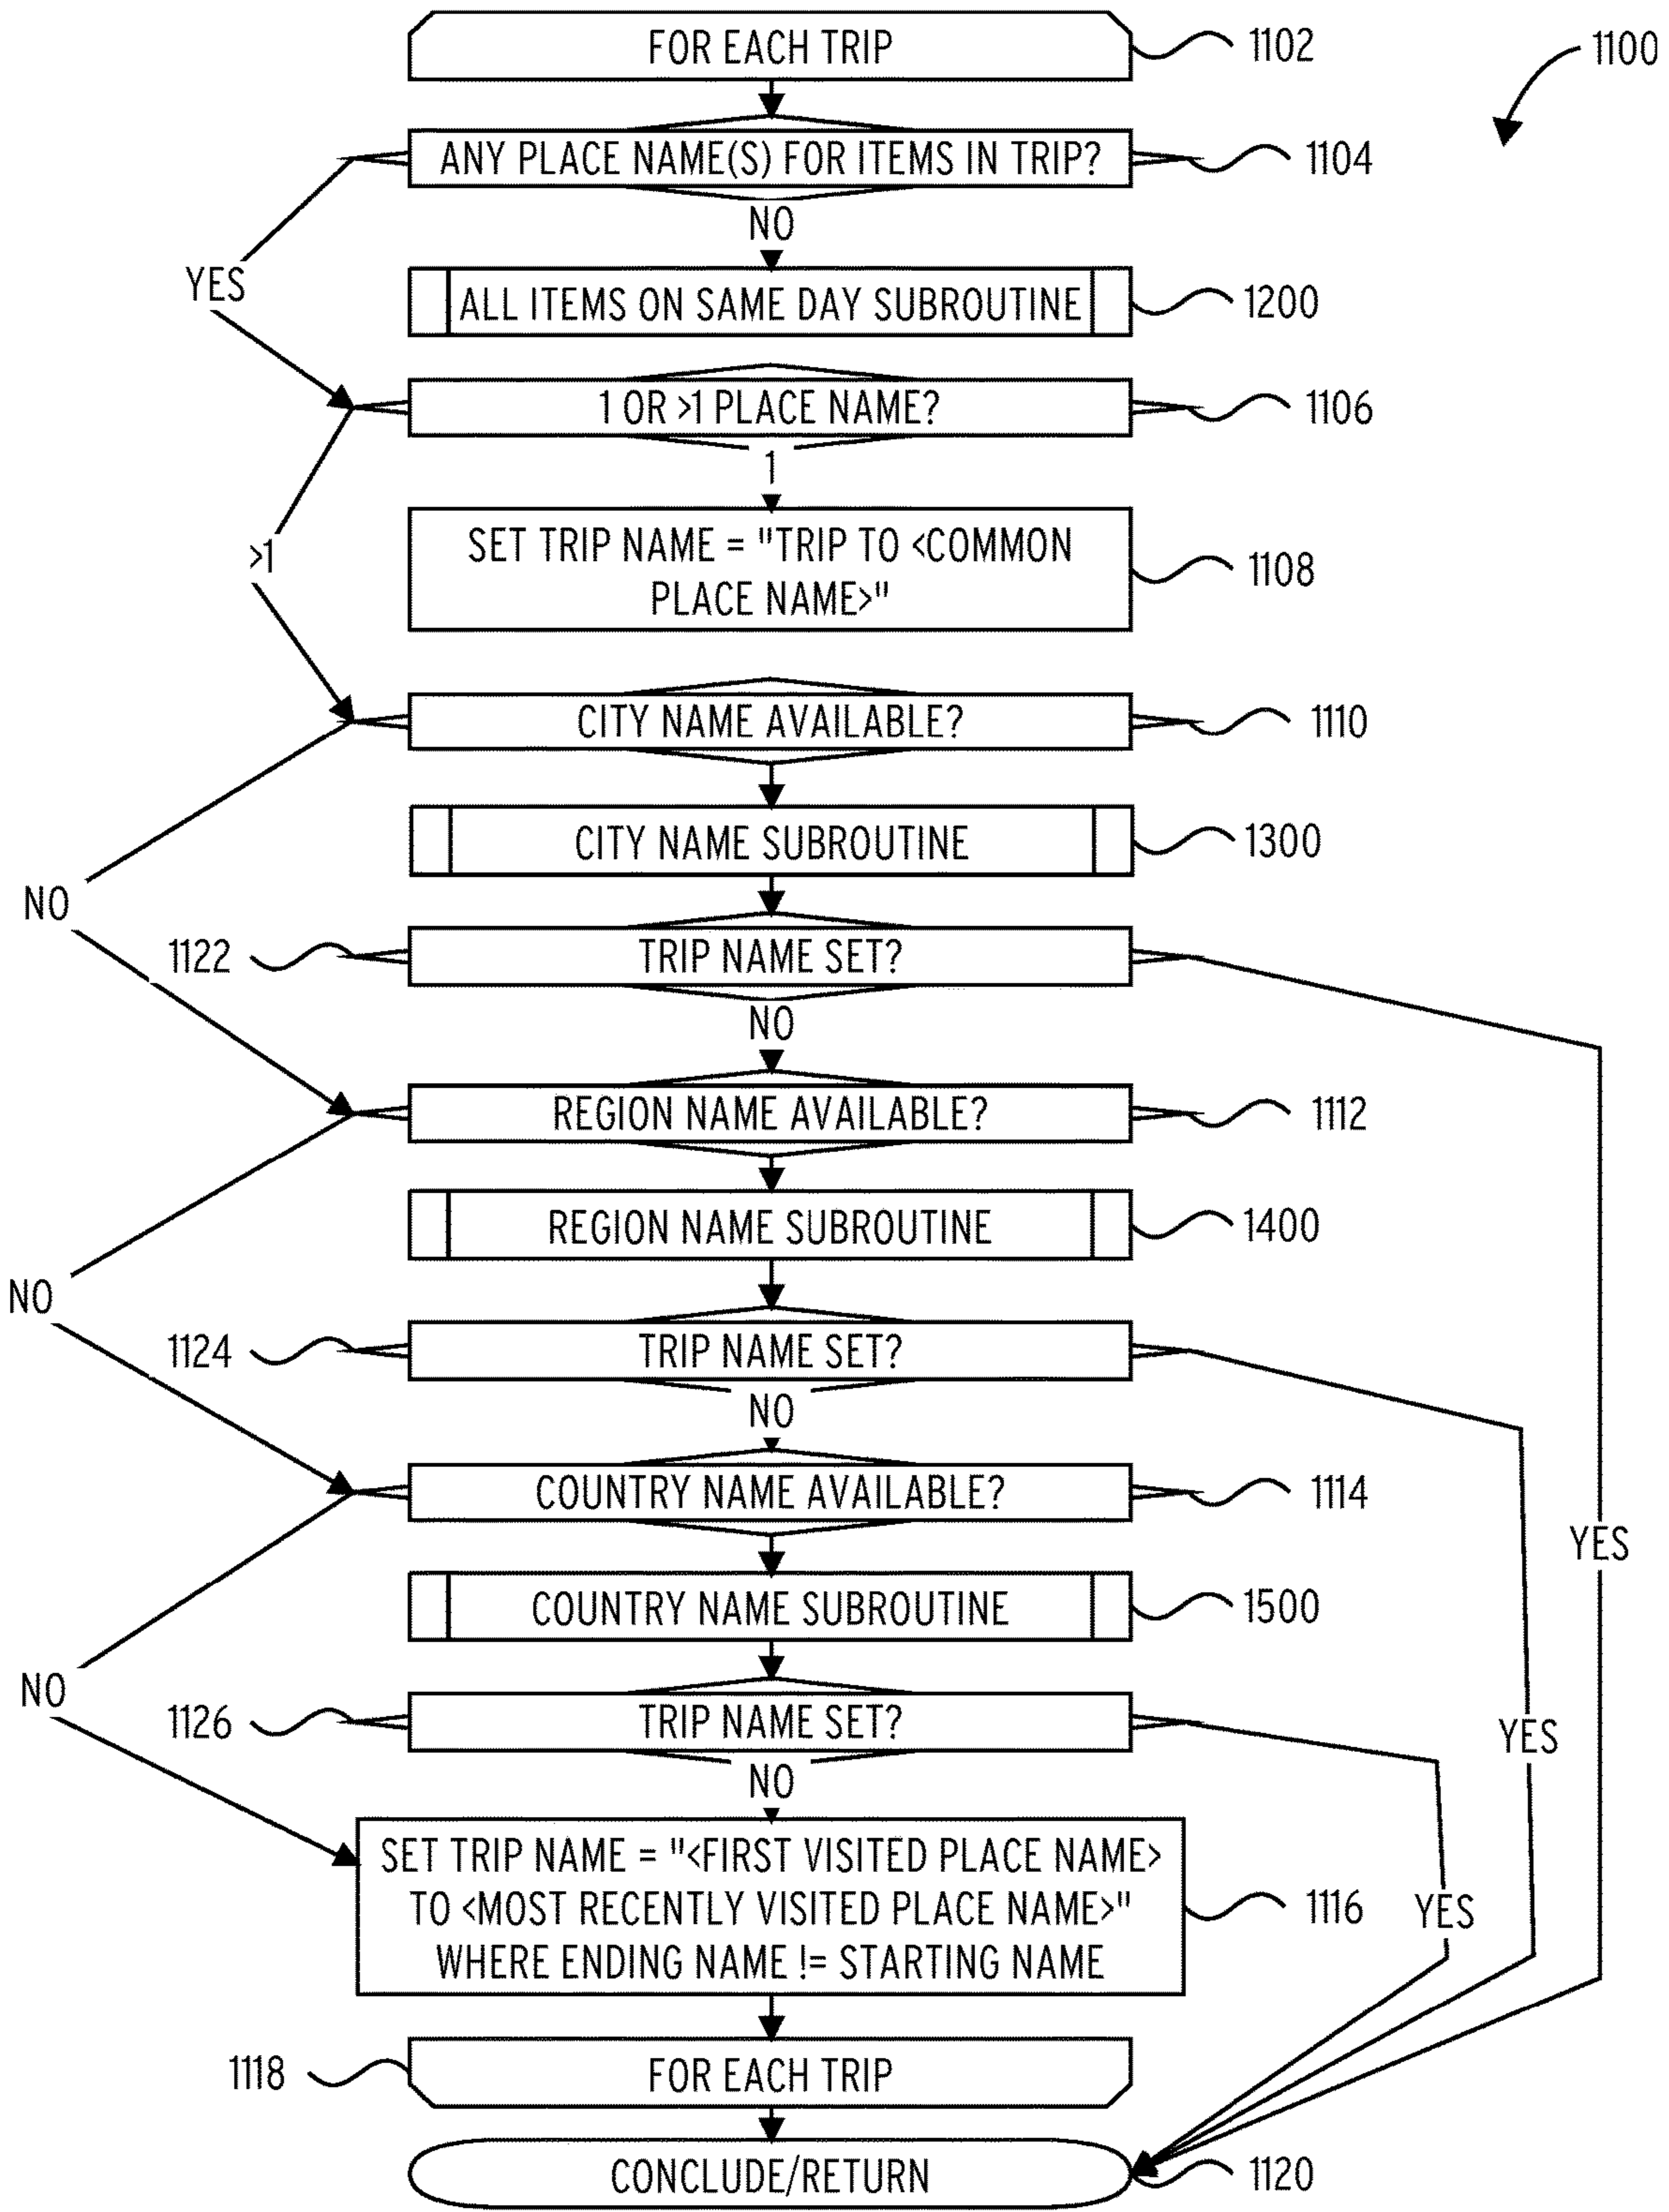 FOR EACH TRIP
1102
1100
ANY PLACE NAME(S) FOR ITEMS IN TRIP?
1104
NO
YES
ALL ITEMS ON SAME DAY SUBROUTINE
1200
1 OR >1 PLACE NAME?
1106
1
>1
SET TRIP NAME = "TRIP TO <COMMON
PLACE NAME>"
1108
CITY NAME AVAILABLE?
1110
CITY NAME SUBROUTINE
1300
NO
1122
TRIP NAME SET?
NO
REGION NAME AVAILABLE?
1112
REGION NAME SUBROUTINE
1400
NO
1124
TRIP NAME SET?
NO
COUNTRY NAME AVAILABLE?
1114
YES
COUNTRY NAME SUBROUTINE
1500
NO
1126
TRIP NAME SET?
YES
NO
SET TRIP NAME = "<FIRST VISITED PLACE NAME>
TO <MOST RECENTLY VISITED PLACE NAME>"
WHERE ENDING NAME != STARTING NAME
1116
YES
1118
FOR EACH TRIP
CONCLUDE/RETURN
1120